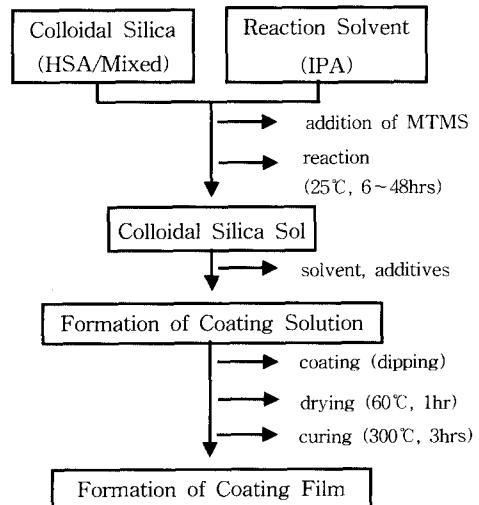 Colloidal Silica
(HSA/Mixed)
Reaction Solvent
(IPA)
addition of MTMS
reaction
(25℃, 6~48hrs)
Colloidal Silica Sol
solvent, additives
Formation of Coating Solution
coating (dipping)
drying (60℃, 1hr)
curing (300℃, 3hrs)
Formation of Coating Film